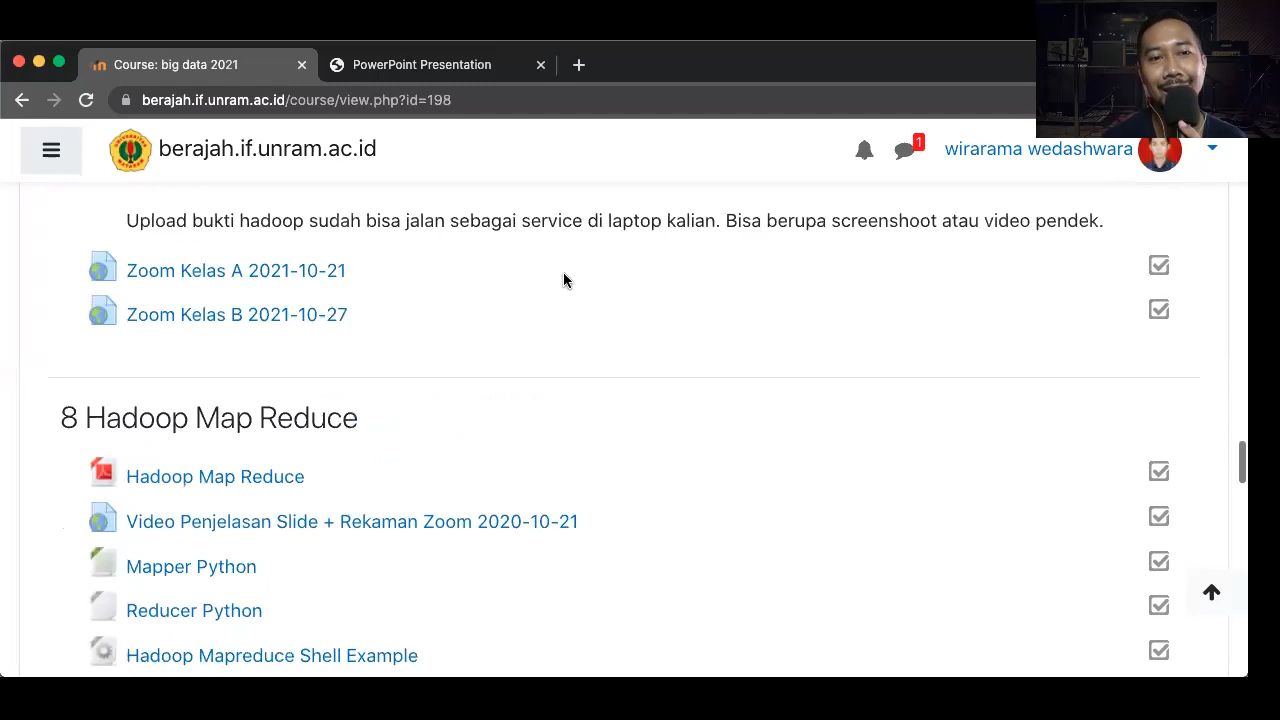 Course: big data 2021
PowerPoint Presentation
berajah.if.unram.ac.id/course/view.php?id=198
berajah.if.unram.ac.id
1
wirarama wedashwara
Upload bukti hadoop sudah bisa jalan sebagai service di laptop kalian. Bisa berupa screenshoot atau video pendek.
Zoom Kelas A 2021-10-21
Zoom Kelas B 2021-10-27
8 Hadoop Map Reduce
Hadoop Map Reduce
Video Penjelasan Slide + Rekaman Zoom 2020-10-21
Mapper Python
Reducer Python
Hadoop Mapreduce Shell Example